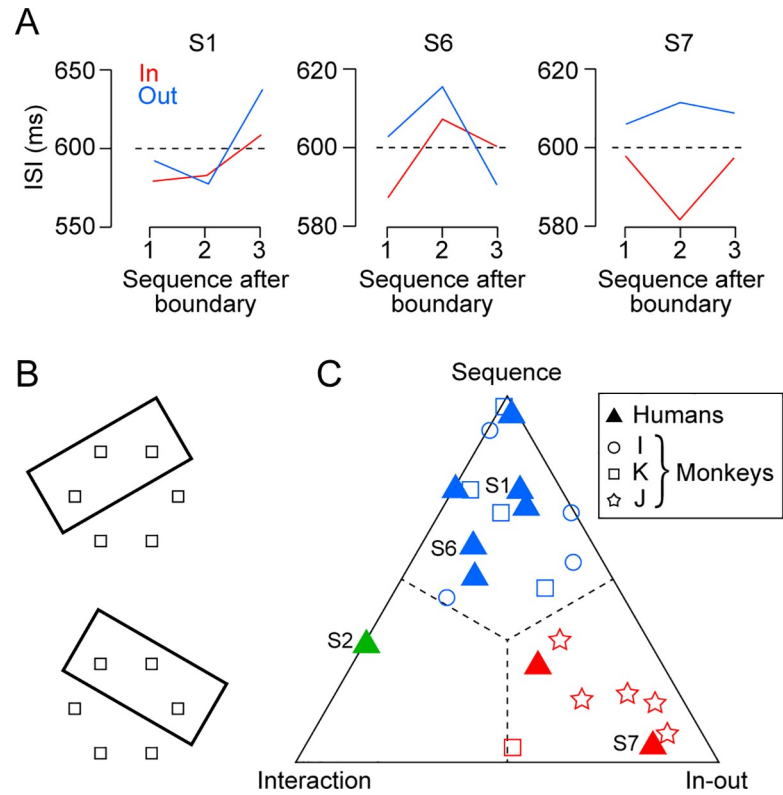 A
S1
S6
S7
650
600
550
ISI (ms)
In
Out
1 2 3
Sequence after
boundary
620
600
580
1 2 3
Sequence after
boundary
620
600
580
1 2 3
Sequence after
boundary
B
C
Sequence
Humans
I
K
J
Monkeys
S1
S6
S2
S7
Interaction
In-out